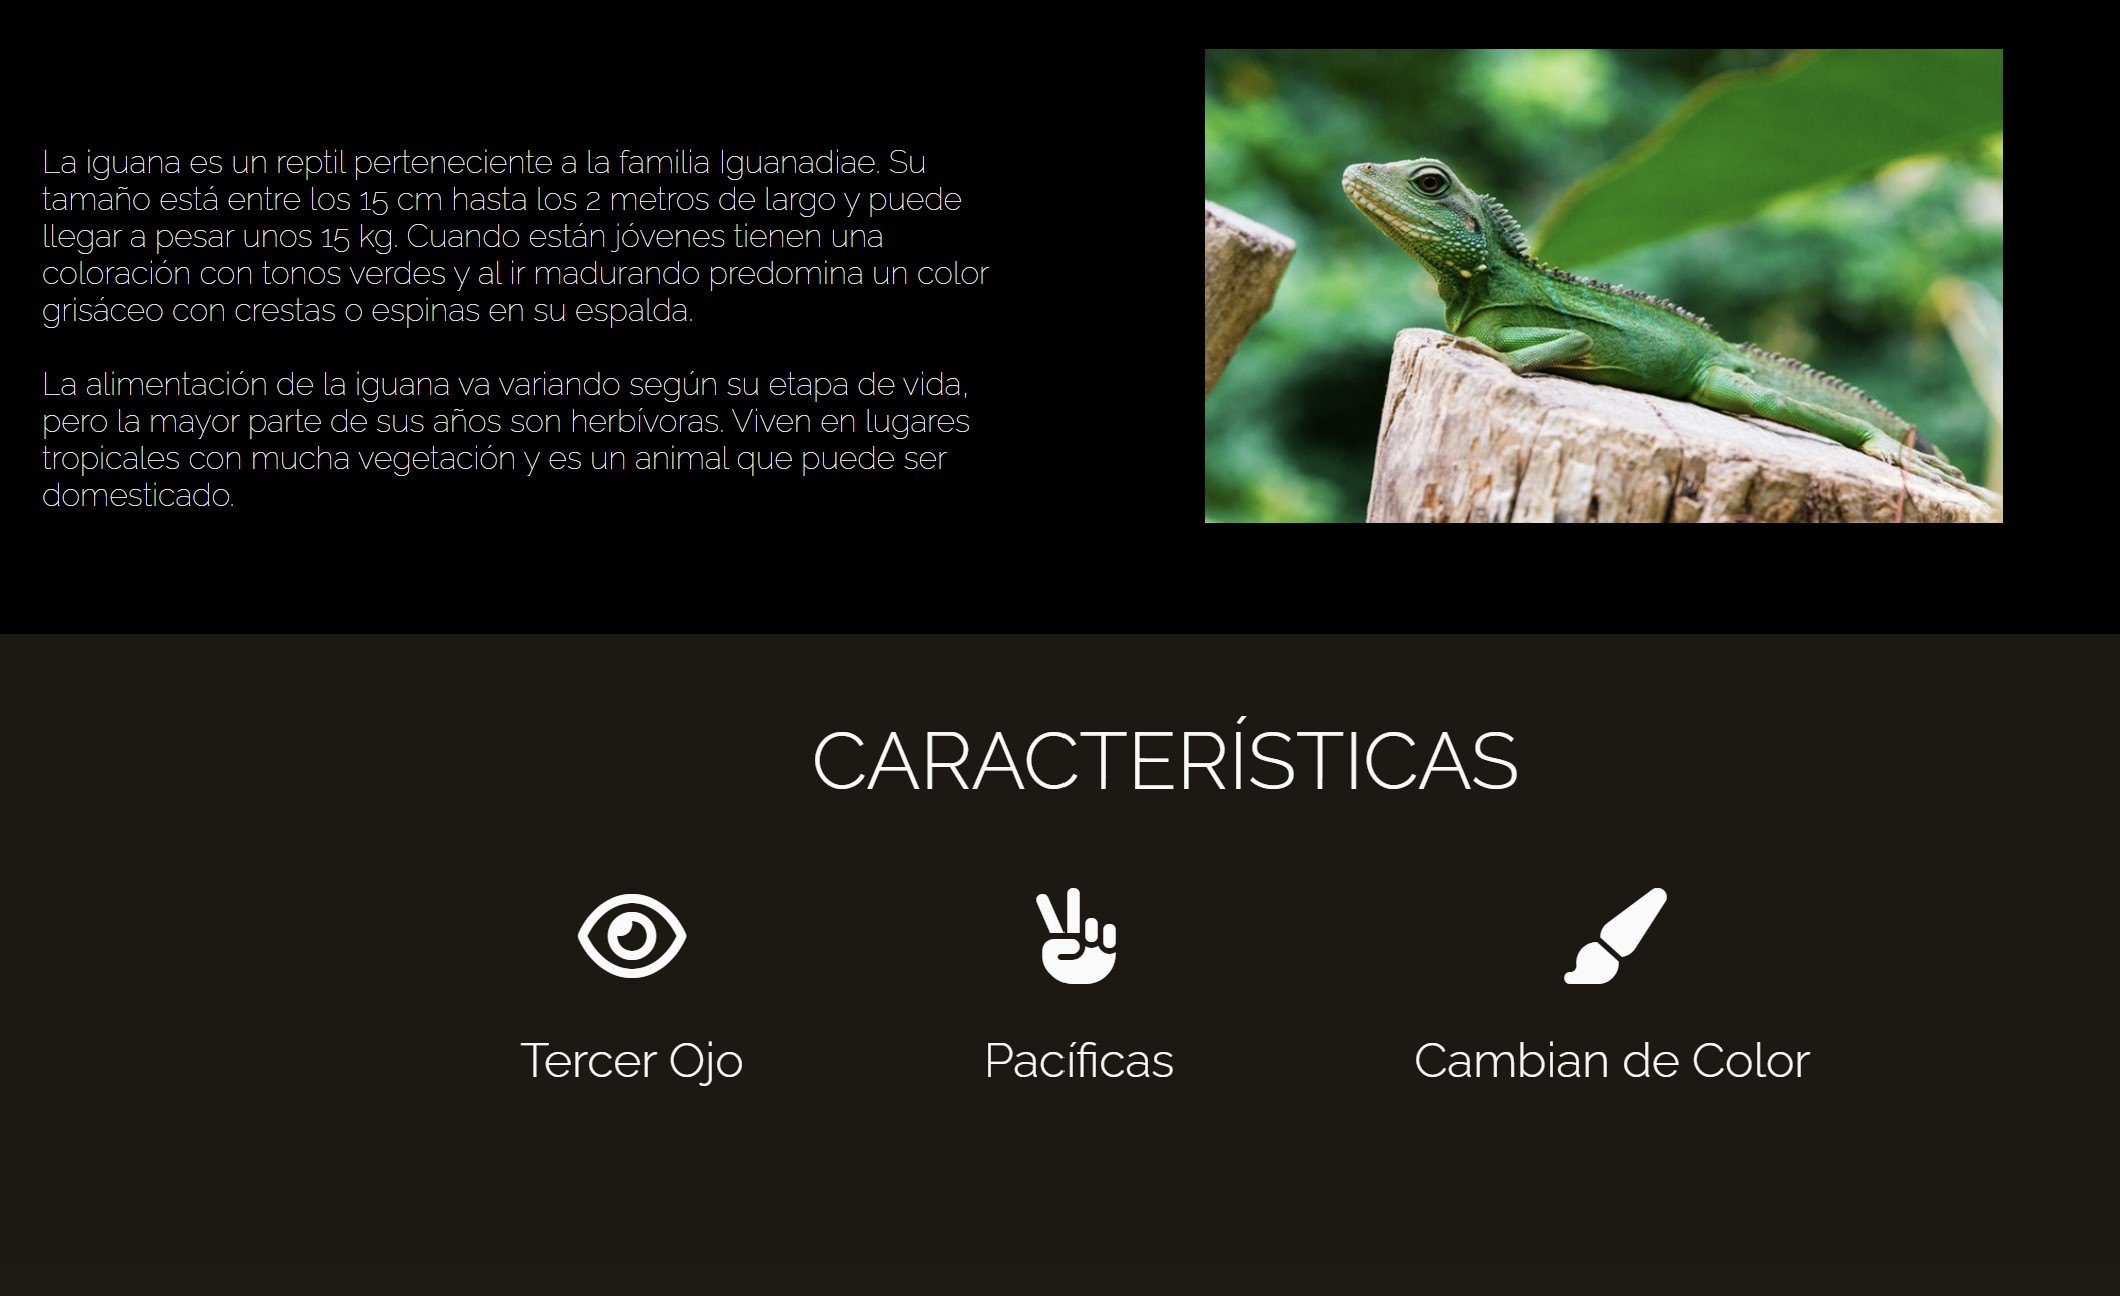 La iguana es un reptil perteneciente a la familia Iguanadiae. Su
tamaño está entre los 15 cm hasta los 2 metros de largo y puede
llegar a pesar unos 15 kg. Cuando están jóvenes tienen una
coloración con tonos verdes y al ir madurando predomina un color
grisáceo con crestas o espinas en su espalda.
La alimentación de la iguana va variando según su etapa de vida,
pero la mayor parte de sus años son herbívoras. Viven en lugares
tropicales con mucha vegetación y es un animal que puede ser
domesticado.
CARACTERÍSTICAS
Tercer Ojo
Pacíficas
Cambian de Color